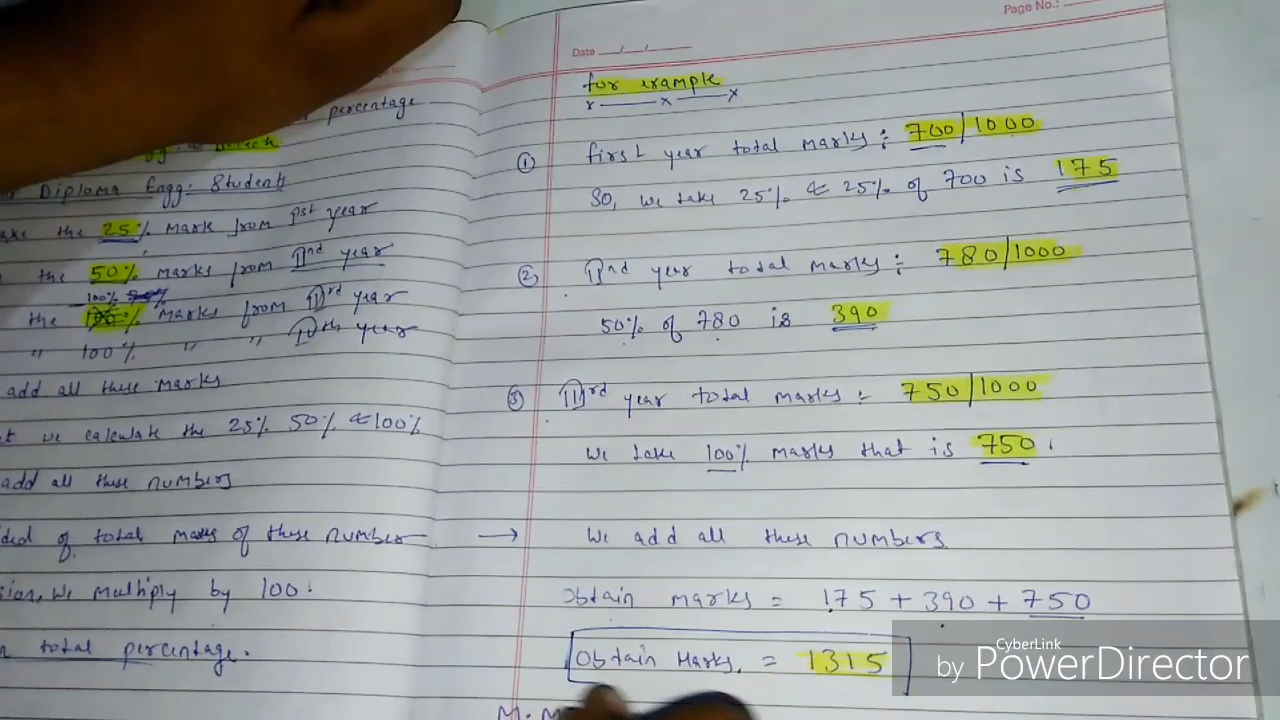 percentage
Diploma Engg. Students
the 25% mark from Ist year
the 50% marks from IInd year
100%
the marks from IIIrd year
" 100% " " IVth year
add all these marks
we calculate the 25% 50% & 100%
add all these numbers
of total marks of these number
we multiply by 100.
total percentage.
Page No.:
Date
for example
x x x
① first year total marks : 700/1000
So, we take 25% & 25% of 700 is 175
② IInd year total marks : 780/1000
50% of 780 is 390
③ IIIrd year total marks : 750/1000
we take 100% marks that is 750.
→ We add all these numbers
Obtain marks = 175 + 390 + 750
Obtain Marks. = 1315
CyberLink
by PowerDirector